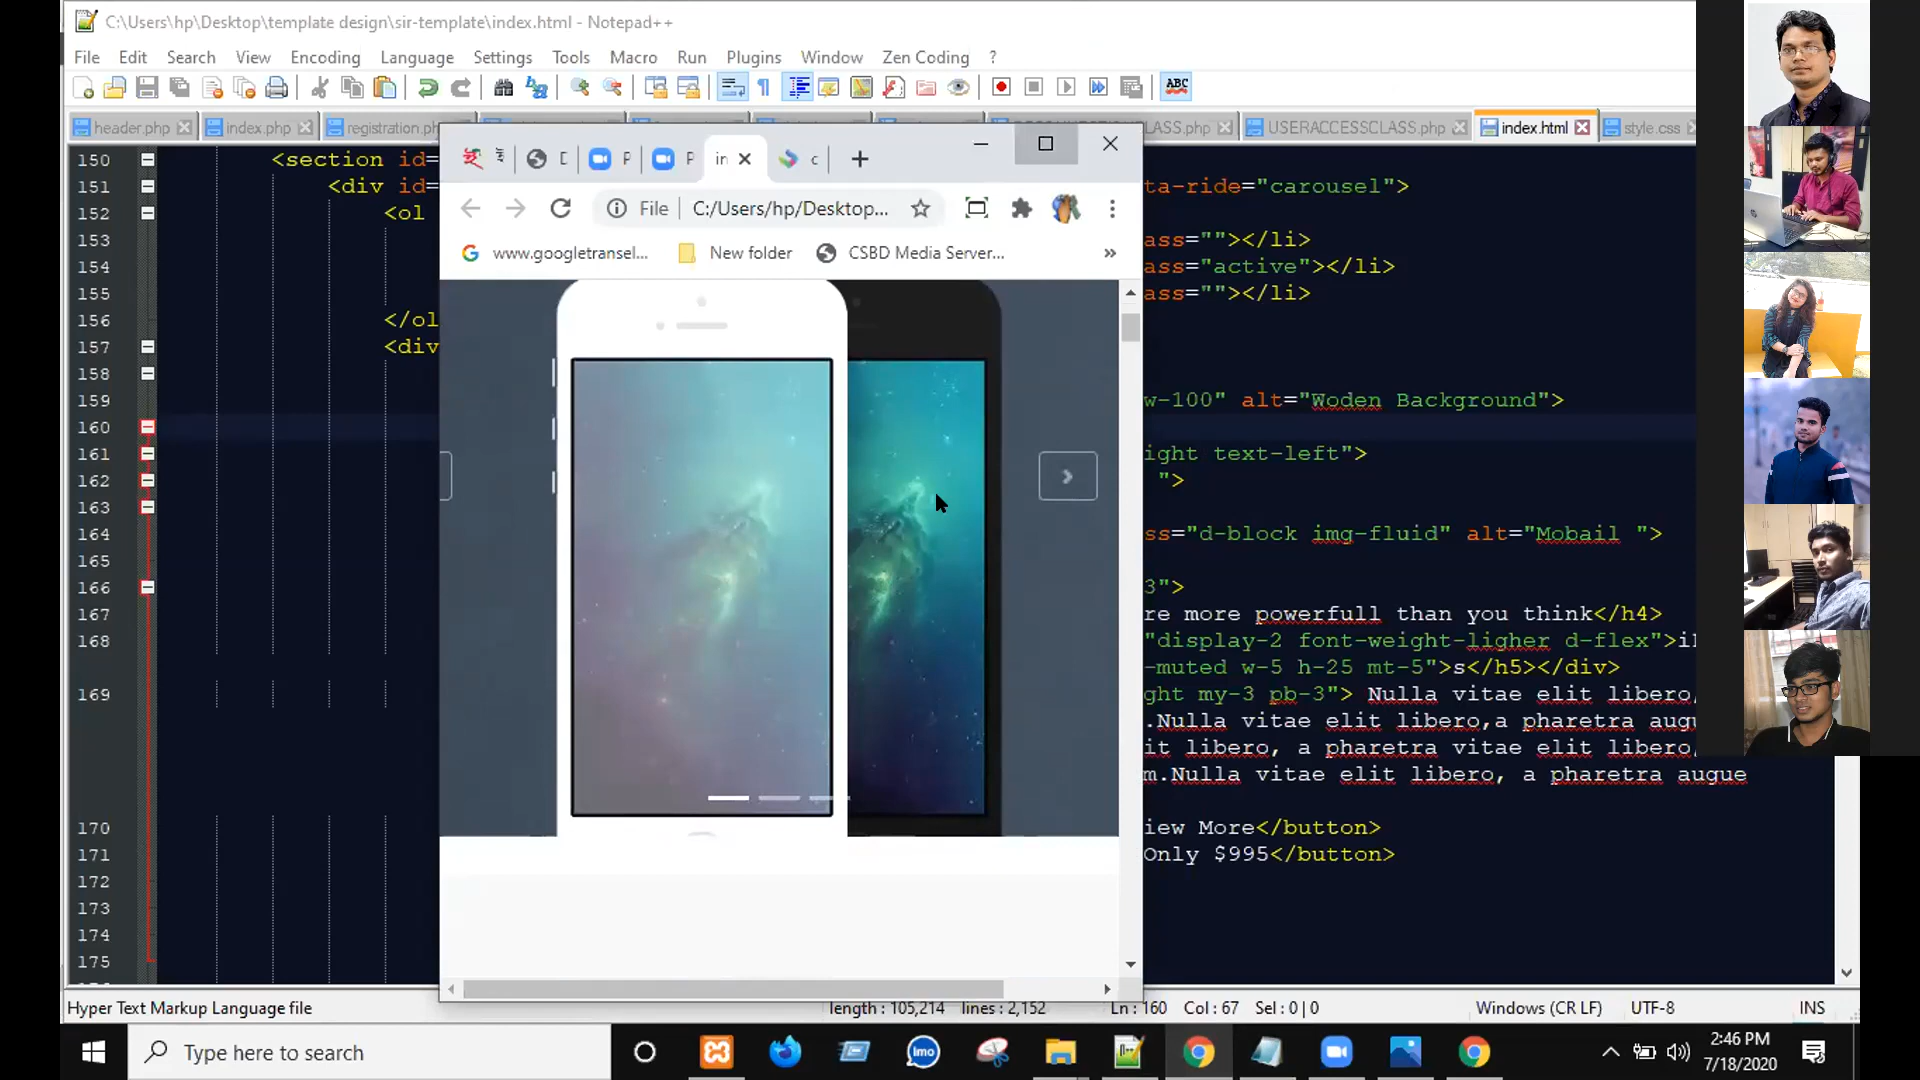 C:\Users\hp\Desktop\template design\sir-template\index.html - Notepad++
File Edit Search View Encoding Language Settings Tools Macro Run Plugins Window Zen Coding ?
ABC
header.php index.php registration.ph LASS.php USERACCESSCLASS.php index.html style.css
File C:/Users/hp/Desktop...
www.googletransel... New folder CSBD Media Server... »
150 <section id=
151 <div id= ta-ride="carousel">
152 <ol
153 ass=""></li>
154 ass="active"></li>
155 ass=""></li>
156 </ol
157 <div
158
159 w-100" alt="Woden Background">
160
161 ight text-left">
162 ">
163
164 ss="d-block img-fluid" alt="Mobail ">
165
166 3">
167 re more powerfull than you think</h4>
168 "display-2 font-weight-ligher d-flex">i
-muted w-5 h-25 mt-5">s</h5></div>
169 ght my-3 pb-3"> Nulla vitae elit libero,
.Nulla vitae elit libero,a pharetra augu
it libero, a pharetra vitae elit libero,
m.Nulla vitae elit libero, a pharetra augue
170 iew More</button>
171 Only $995</button>
172
173
174
175
Hyper Text Markup Language file length : 105,214 lines : 2,152 Ln : 160 Col : 67 Sel : 0 | 0 Windows (CR LF) UTF-8 INS
Type here to search
imo
2:46 PM
7/18/2020